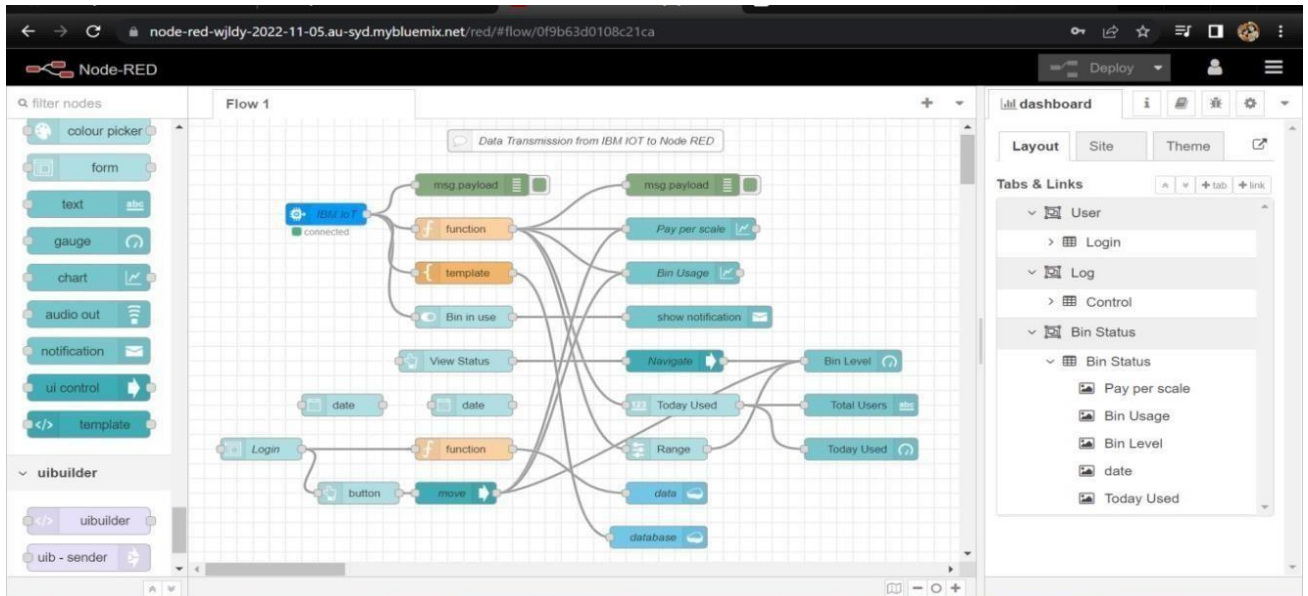 node-red-wjldy-2022-11-05.au-syd.mybluemix.net/red/#flow/0f9b63d0108c21ca
Node-RED
Deploy
filter nodes
colour picker
form
text
abc
gauge
chart
audio out
notification
ui control
template
uibuilder
uibuilder
uib - sender
Flow 1
Data Transmission from IBM IOT to Node RED
msg.payload
msg.payload
IBM IoT
connected
function
Pay per scale
template
Bin Usage
Bin in use
show notification
View Status
Navigate
Bin Level
date
date
123
Today Used
Total Users
abc
Login
function
Range
Today Used
button
move
data
database
dashboard
i
Layout
Site
Theme
Tabs & Links
+ tab
+ link
User
Login
Log
Control
Bin Status
Bin Status
Pay per scale
Bin Usage
Bin Level
date
Today Used